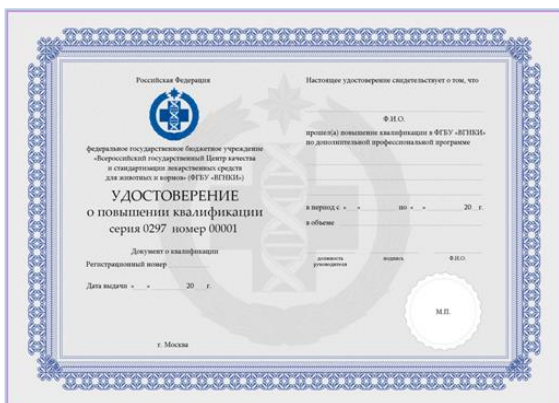 Российская Федерация
федеральное государственное бюджетное учреждение
«Всероссийский государственный Центр качества
и стандартизации лекарственных средств
для животных и кормов» (ФГБУ «ВГНКИ»)
УДОСТОВЕРЕНИЕ
о повышении квалификации
серия 0297 номер 00001
Документ о квалификации
Регистрационный номер
Дата выдачи « » 20 г.
г. Москва
Настоящее удостоверение свидетельствует о том, что
Ф.И.О.
прошел(а) повышение квалификации в ФГБУ «ВГНКИ»
по дополнительной профессиональной программе
в период с « » по « » 20 г.
в объеме
должность подпись Ф.И.О.
руководителя
М.П.